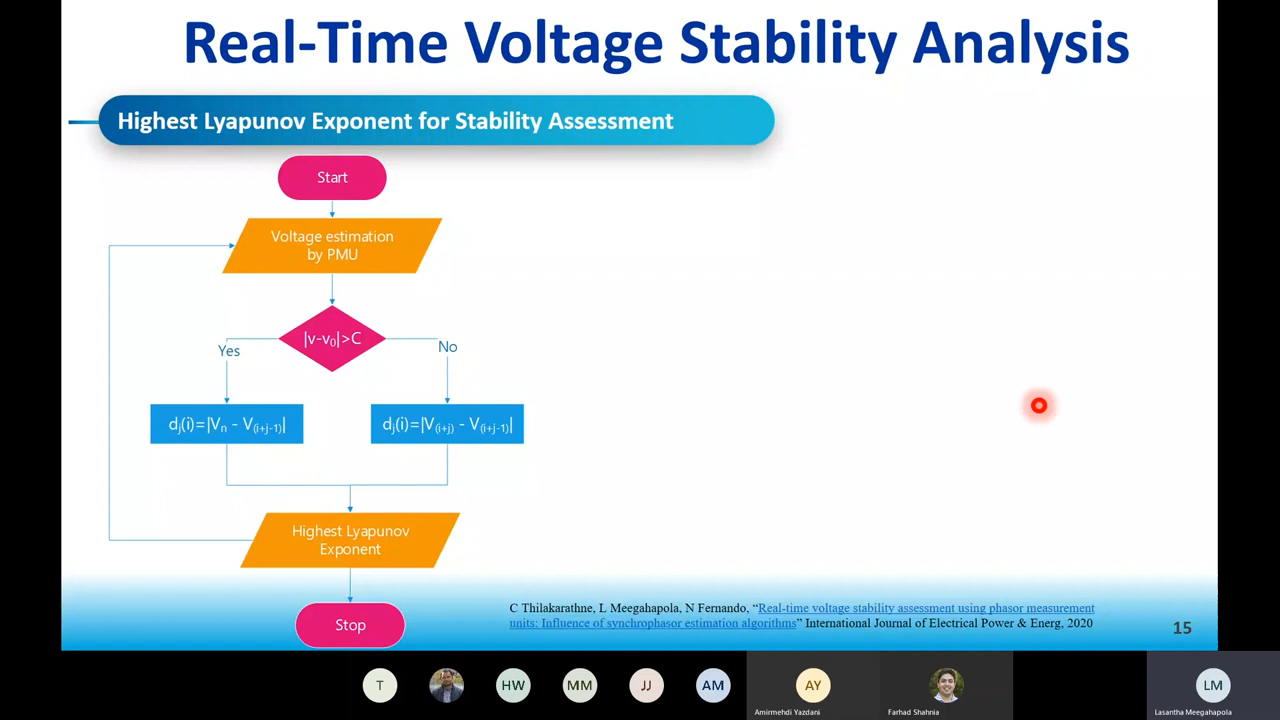 Real-Time Voltage Stability Analysis
Highest Lyapunov Exponent for Stability Assessment
Start
Voltage estimation
by PMU
|v-v₀|>C
Yes
No
dⱼ(i)=|Vₙ - V₍ᵢ₊ⱼ₋₁₎|
dⱼ(i)=|V₍ᵢ₊ⱼ₎ - V₍ᵢ₊ⱼ₋₁₎|
Highest Lyapunov
Exponent
Stop
C Thilakarathne, L Meegahapola, N Fernando, “Real-time voltage stability assessment using phasor measurement
units: Influence of synchrophasor estimation algorithms” International Journal of Electrical Power & Energ, 2020
15
T
HW
MM
JJ
AM
AY
LM
Amirmehdi Yazdani
Farhad Shahnia
Lasantha Meegahapola